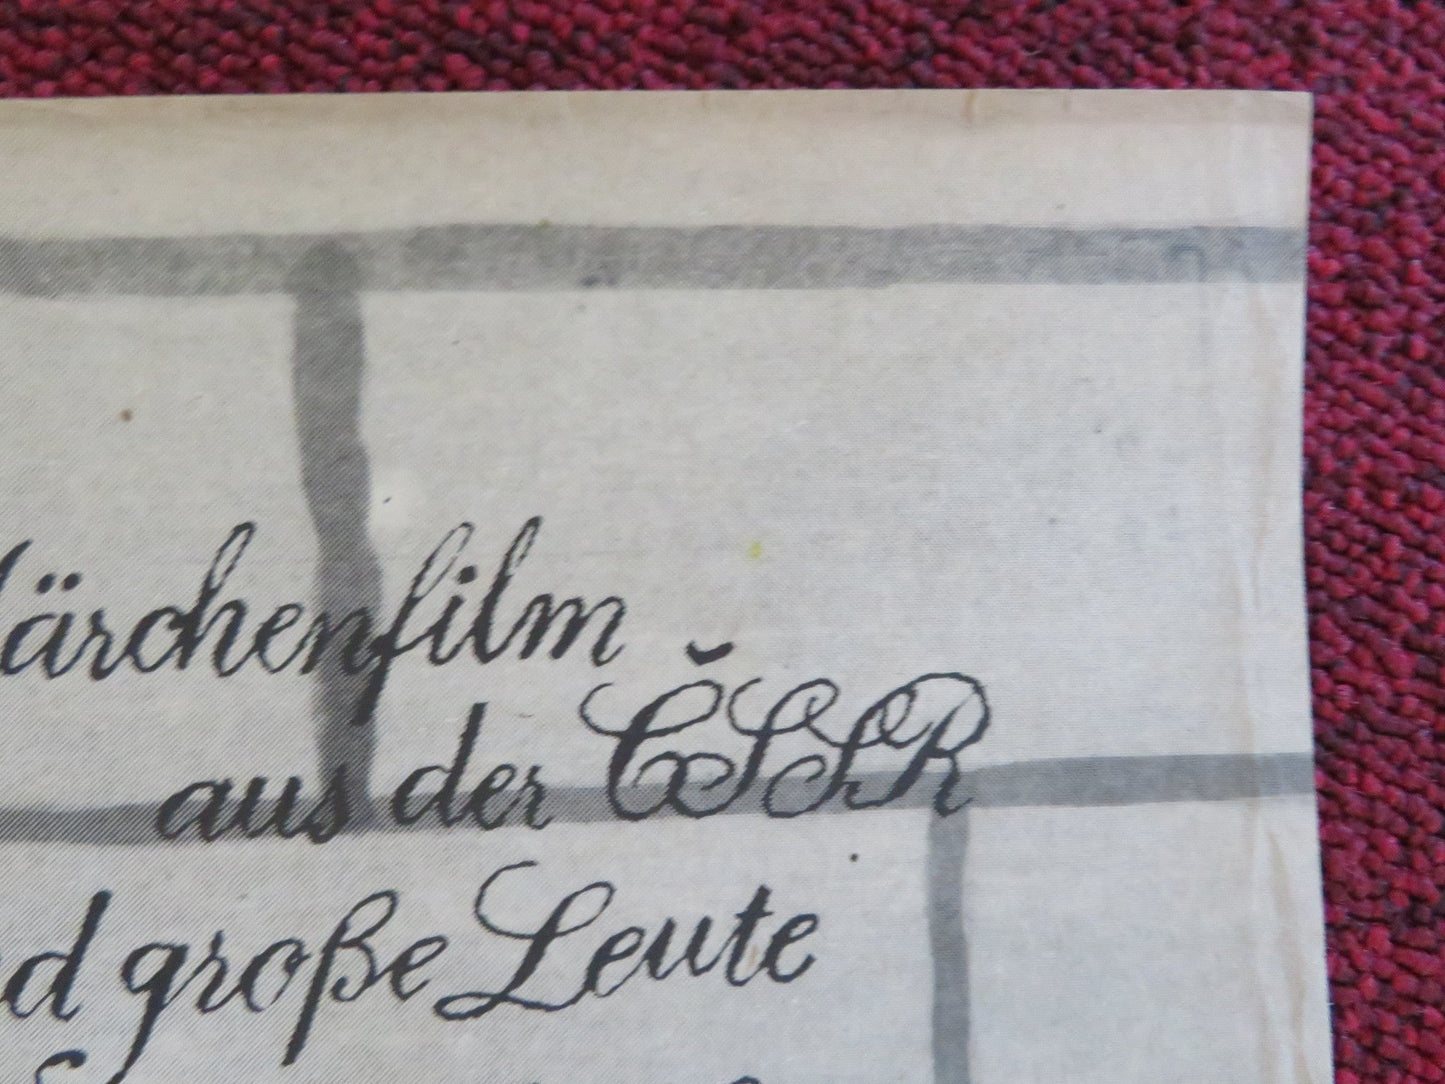 ärchenfilm
aus der ČSSR
d große Leute